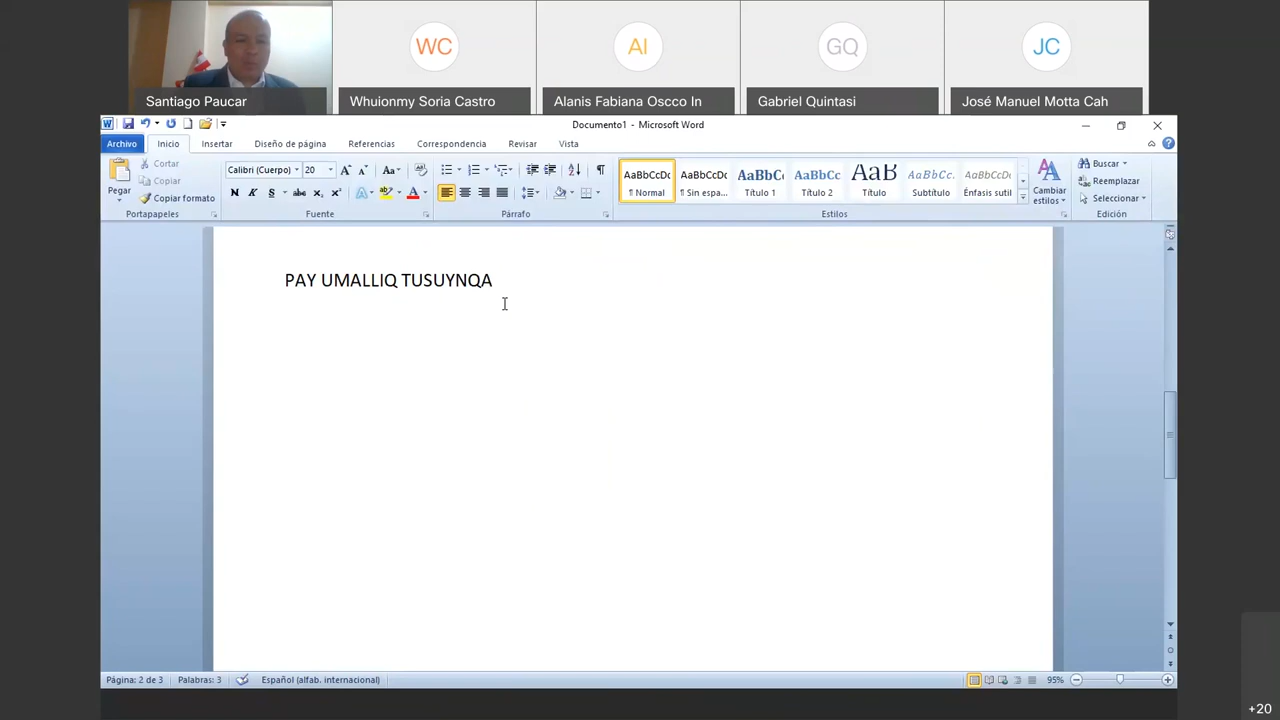 WC
AI
GQ
JC
Santiago Paucar
Whuionmy Soria Castro
Alanis Fabiana Oscco In
Gabriel Quintasi
José Manuel Motta Cah
Documento1 - Microsoft Word
Archivo
Inicio
Insertar
Diseño de página
Referencias
Correspondencia
Revisar
Vista
Pegar
Cortar
Copiar
Copiar formato
Portapapeles
Calibri (Cuerpo)
20
N K S abc x₂ x²
Fuente
Párrafo
AaBbCcDc
¶ Normal
AaBbCcDc
¶ Sin espa...
AaBbC
Título 1
AaBbCc
Título 2
AaB
Título
AaBbCc.
Subtítulo
AaBbCcDc
Énfasis sutil
Cambiar
estilos
Estilos
Buscar
Reemplazar
Seleccionar
Edición
PAY UMALLIQ TUSUYNQA
Página: 2 de 3
Palabras: 3
Español (alfab. internacional)
95%
+20